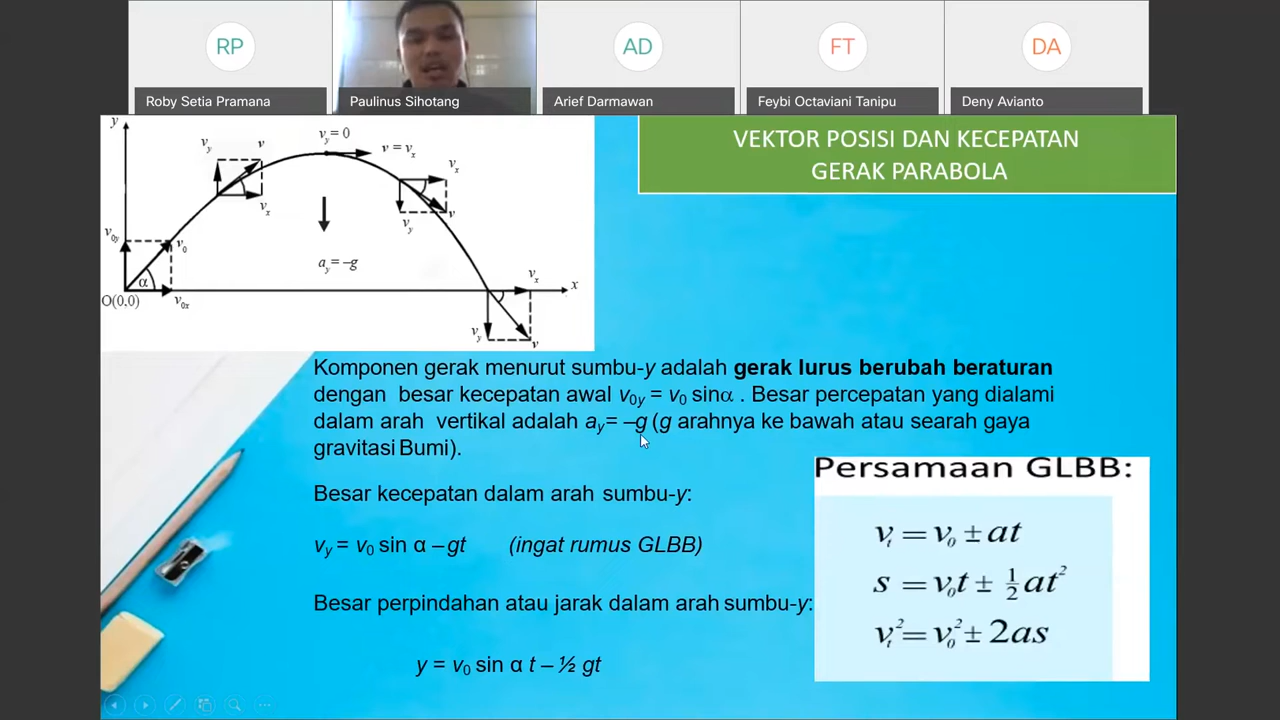 RP
AD
FT
DA
Roby Setia Pramana
Paulinus Sihotang
Arief Darmawan
Feybi Octaviani Tanipu
Deny Avianto
VEKTOR POSISI DAN KECEPATAN
GERAK PARABOLA
y
vy = 0
vy
v
v = vx
vx
vx
vy
v
v0y
v0
ay = –g
α
vx
x
O(0,0)
v0x
vy
v
Komponen gerak menurut sumbu-y adalah gerak lurus berubah beraturan
dengan besar kecepatan awal v0y = v0 sinα . Besar percepatan yang dialami
dalam arah vertikal adalah ay= –g (g arahnya ke bawah atau searah gaya
gravitasi Bumi).
Besar kecepatan dalam arah sumbu-y:
vy = v0 sin α – gt (ingat rumus GLBB)
Besar perpindahan atau jarak dalam arah sumbu-y:
y = v0 sin α t – ½ gt
Persamaan GLBB:
vt = v0 ± at
s = v0t ± ½ at²
vt² = v0² ± 2as